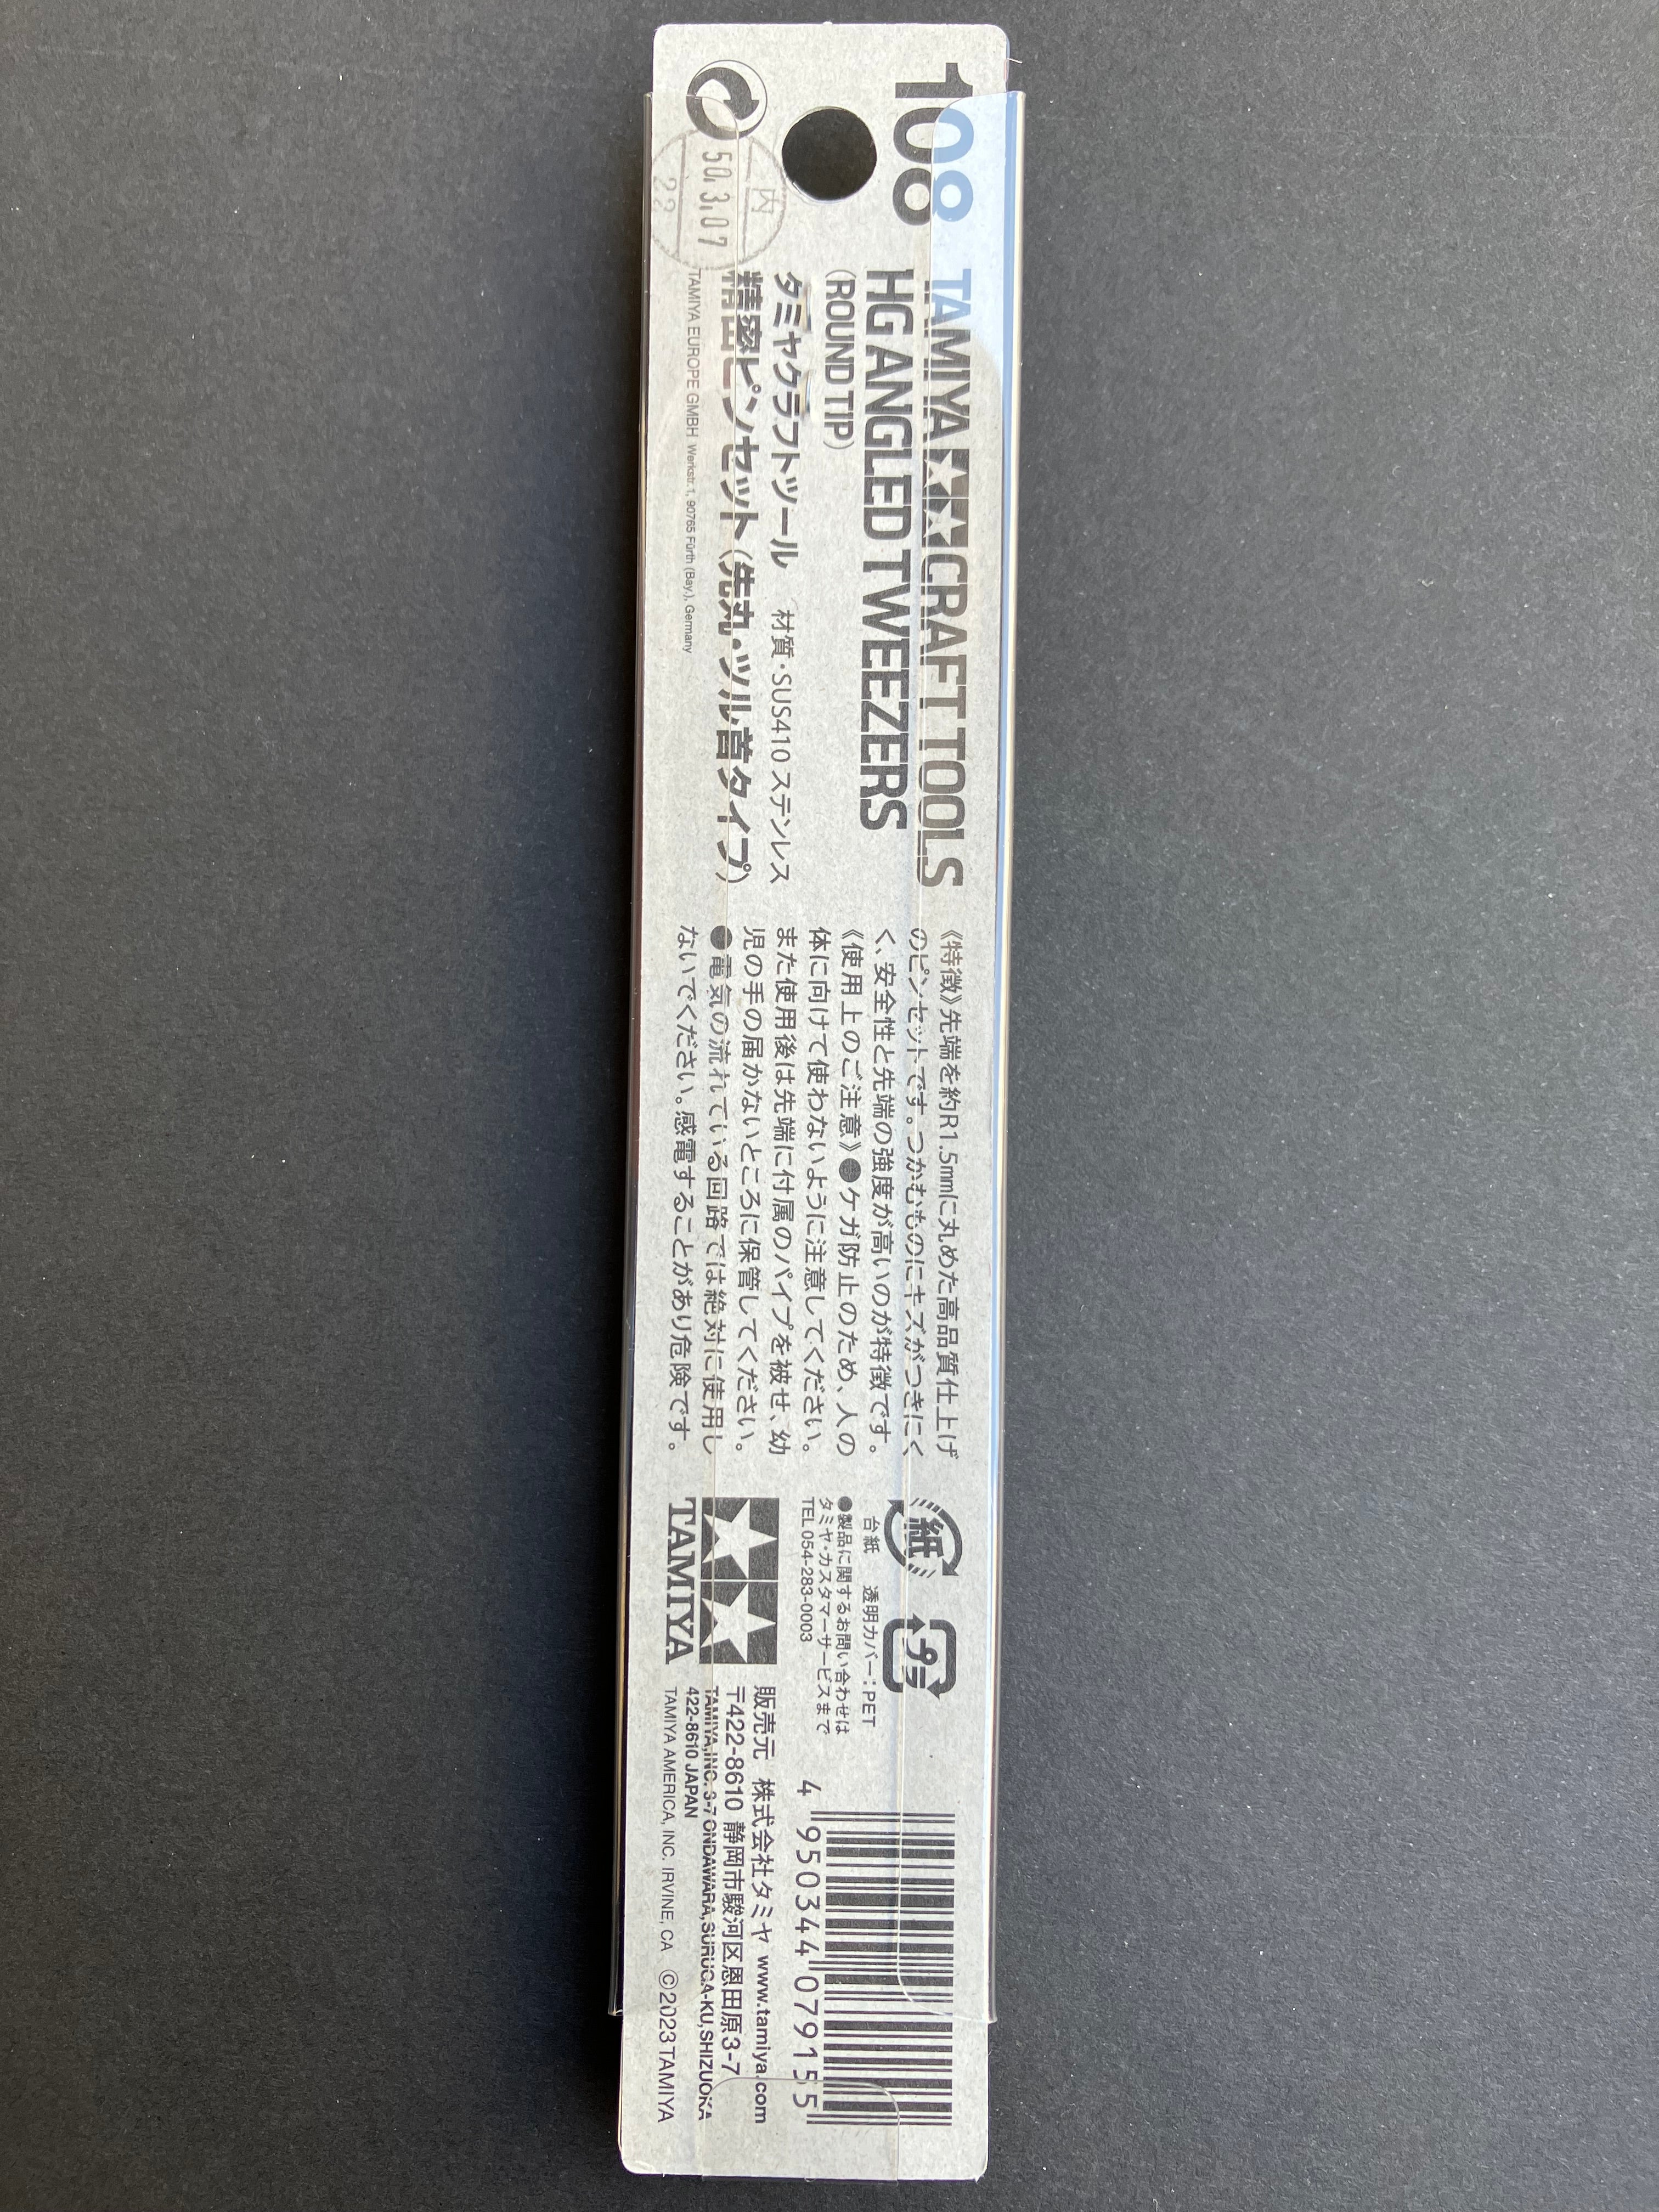 108
TAMIYA CRAFT TOOLS
HG ANGLED TWEEZERS
(ROUND TIP)
タミヤクラフトツール 材質・SUS410 ステンレス
精密ピンセット(先丸・ツル首タイプ)
TAMIYA EUROPE GMBH Werkstr. 1, 90765 Fürth (Bay.), Germany
内
50.3.07
22
《特徴》先端を約R1.5mmに丸めた高品質仕上げ
のピンセットです。つかむものにキズがつきにく
く、安全性と先端の強度が高いのが特徴です。
《使用上のご注意》●ケガ防止のため、人の
体に向けて使わないように注意してください。
また使用後は先端に付属のパイプを被せ、幼
児の手の届かないところに保管してください。
●電気の流れている回路では絶対に使用し
ないでください。感電することがあり危険です。
紙 プラ
台紙 透明カバー:PET
●製品に関するお問い合わせは
タミヤ・カスタマーサービスまで
TEL 054-283-0003
TAMIYA
4 950344 079155
販売元 株式会社タミヤ www.tamiya.com
〒422-8610 静岡市駿河区恩田原3-7
TAMIYA,INC. 3-7 ONDAWARA,SURUGA-KU,SHIZUOKA
422-8610 JAPAN
TAMIYA AMERICA, INC. IRVINE, CA ©2023 TAMIYA